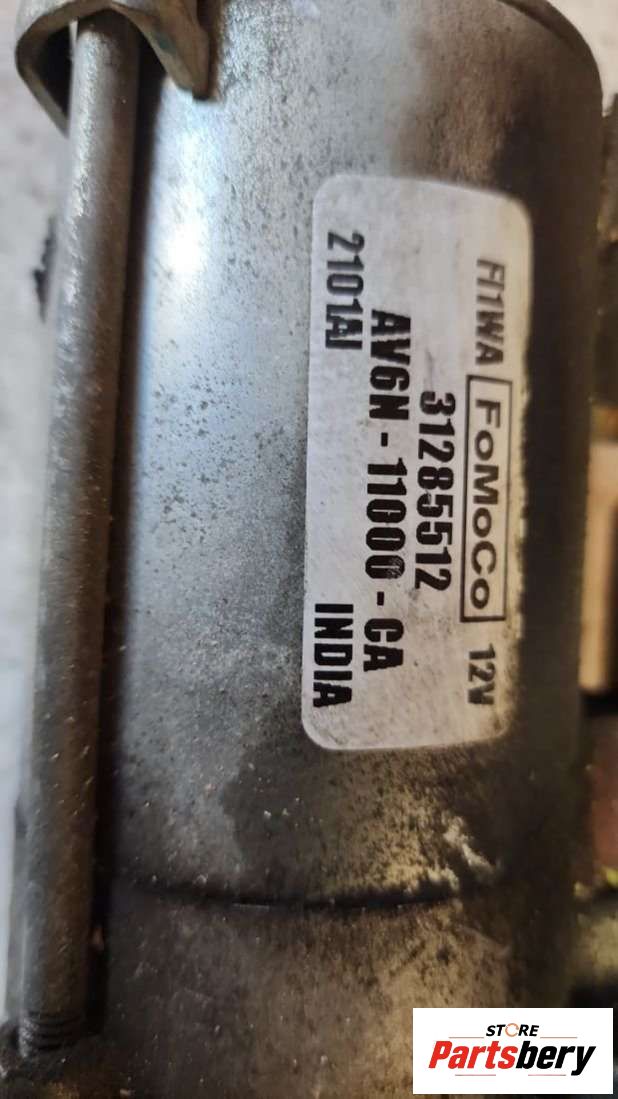 FI1WA FoMoCo 12V
31285512
AV6N - 11000 - CA
2101AJ INDIA
STORE
Partsbery